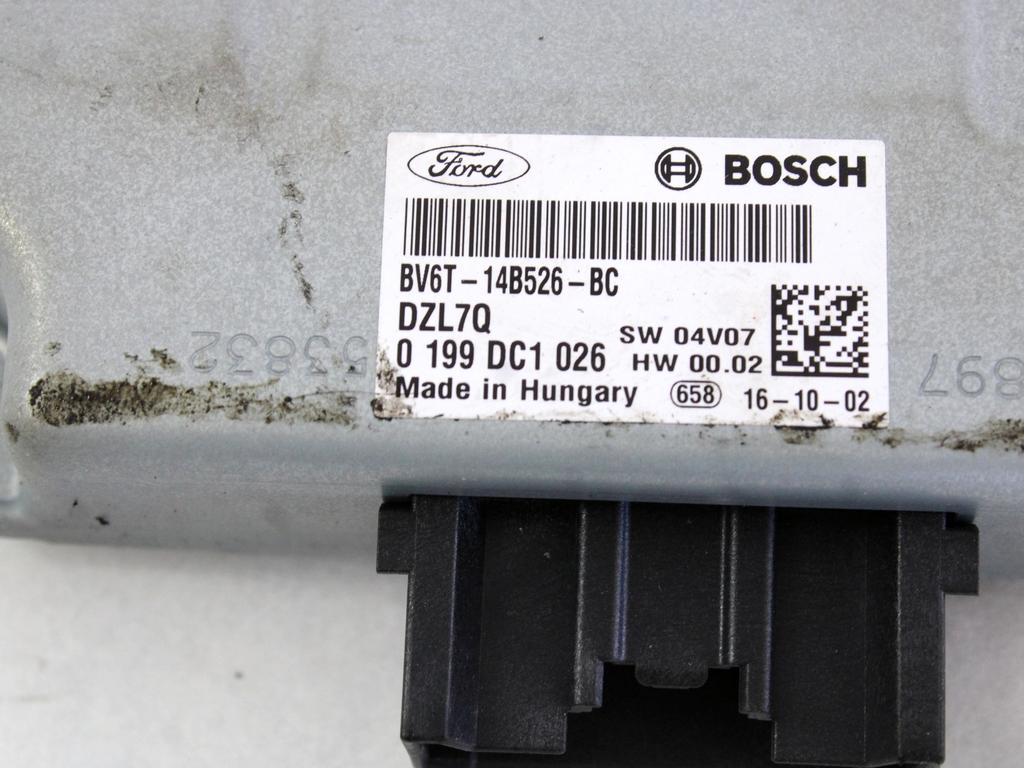 Ford
BOSCH
BV6T-14B526-BC
DZL7Q
SW 04V07
0 199 DC1 026
HW 00.02
Made in Hungary
658
16-10-02